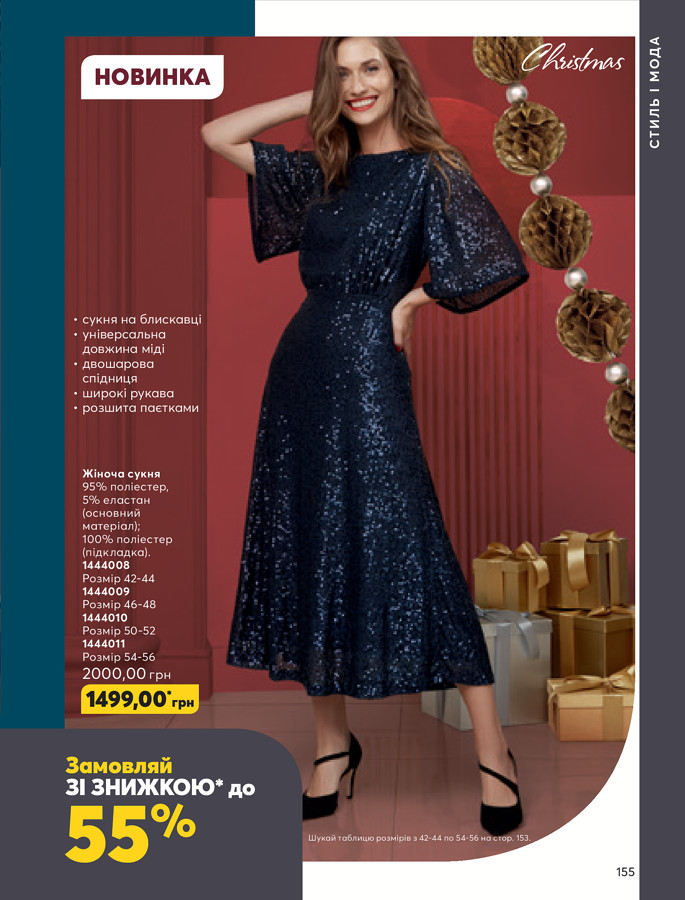 НОВИНКА
Christmas
СТИЛЬ І МОДА
• сукня на блискавці
• універсальна
довжина міді
• двошарова
спідниця
• широкі рукава
• розшита паєтками
Жіноча сукня
95% поліестер,
5% еластан
(основний
матеріал);
100% поліестер
(підкладка).
1444008
Розмір 42-44
1444009
Розмір 46-48
1444010
Розмір 50-52
1444011
Розмір 54-56
2000,00 грн
1499,00*грн
Замовляй
ЗІ ЗНИЖКОЮ* до
55%
Шукай таблицю розмірів з 42-44 по 54-56 на стор. 153.
155